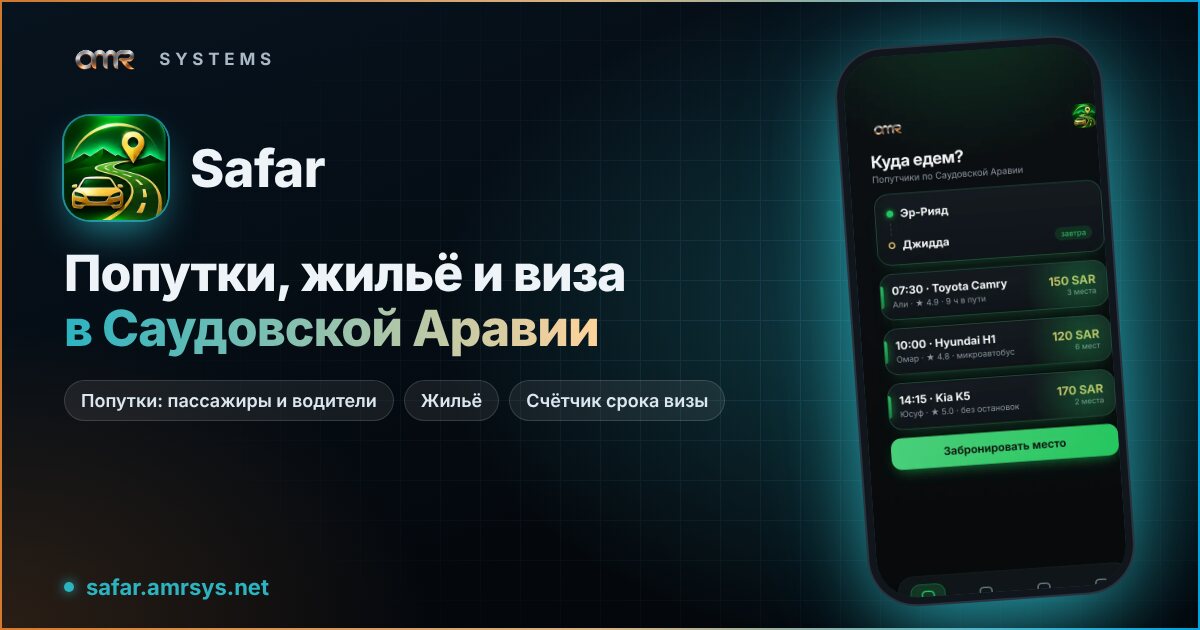 OMR SYSTEMS
Safar
Попутки, жильё и виза
в Саудовской Аравии
Попутки: пассажиры и водители
Жильё
Счётчик срока визы
safar.amrsys.net
OMR
Куда едем?
Попутчики по Саудовской Аравии
Эр-Рияд
Джидда
завтра
07:30 · Toyota Camry
150 SAR
Али · ★ 4.9 · 9 ч в пути
3 места
10:00 · Hyundai H1
120 SAR
Омар · ★ 4.8 · микроавтобус
6 мест
14:15 · Kia K5
170 SAR
Юсуф · ★ 5.0 · без остановок
2 места
Забронировать место